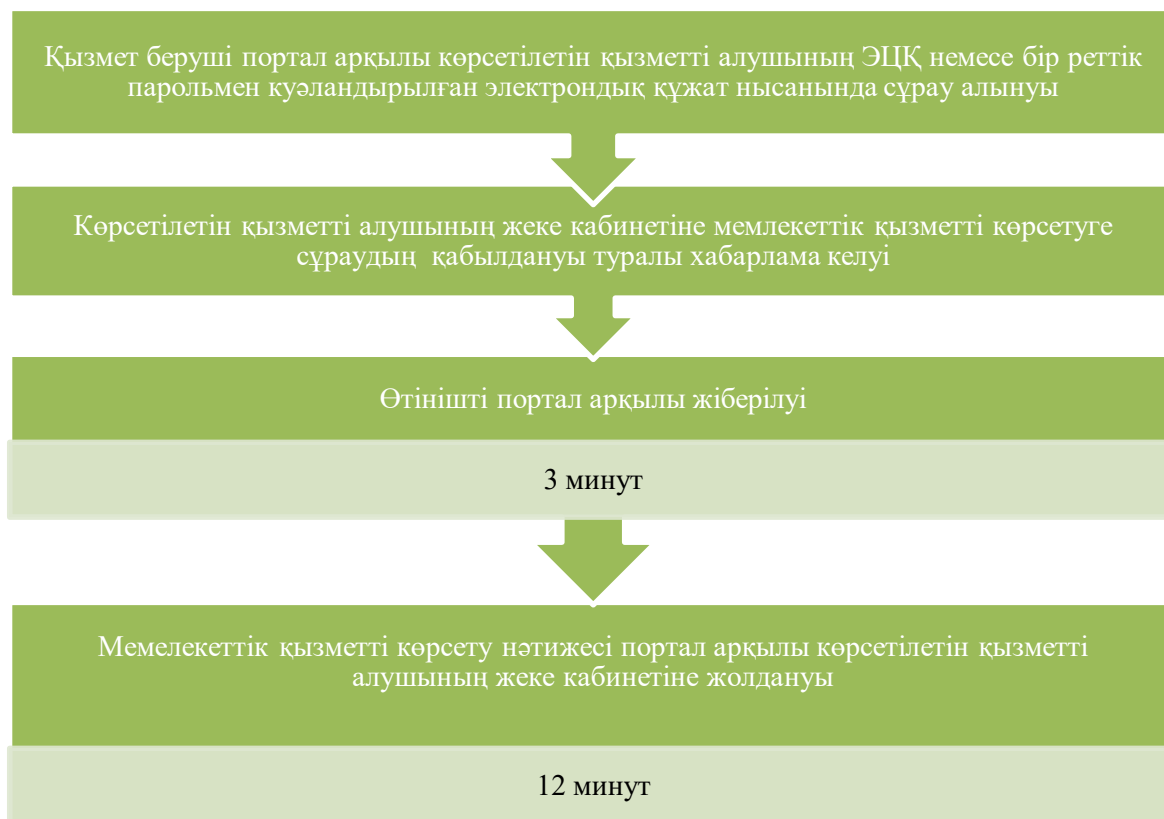 Қызмет беруші портал арқылы көрсетілетін қызметті алушының ЭЦҚ немесе бір реттік
парольмен куәландырылған электрондық құжат нысанында сұрау алынуы
Көрсетілетін қызметті алушының жеке кабинетіне мемлекеттік қызметті көрсетуге
сұраудың қабылдануы туралы хабарлама келуі
Өтінішті портал арқылы жіберілуі
3 минут
Мемелекеттік қызметті көрсету нәтижесі портал арқылы көрсетілетін қызметті
алушының жеке кабинетіне жолдануы
12 минут